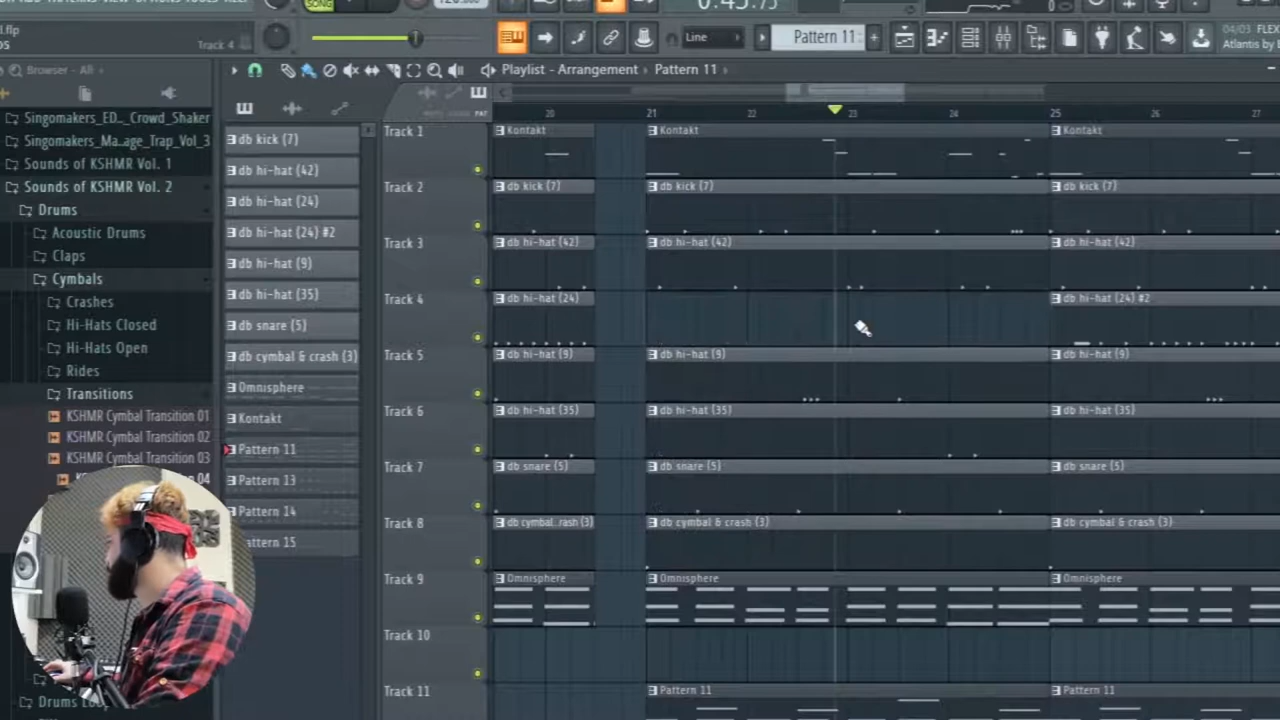 SONG
.flp
Track 4
Line
Pattern 11
04/03 FLEX
Atlantis by
Browser - All
Playlist - Arrangement › Pattern 11 ›
20 21 22 23 24 25 26 27
Singomakers_ED.._Crowd_Shaker
Singomakers_Ma..age_Trap_Vol_3
Sounds of KSHMR Vol. 1
Sounds of KSHMR Vol. 2
Drums
Acoustic Drums
Claps
Cymbals
Crashes
Hi-Hats Closed
Hi-Hats Open
Rides
Transitions
KSHMR Cymbal Transition 01
KSHMR Cymbal Transition 02
KSHMR Cymbal Transition 03
04
db kick (7)
db hi-hat (42)
db hi-hat (24)
db hi-hat (24) #2
db hi-hat (9)
db hi-hat (35)
db snare (5)
db cymbal & crash (3)
Omnisphere
Kontakt
Pattern 11
Pattern 13
Pattern 14
attern 15
Track 1 Kontakt Kontakt Kontakt
Track 2 db kick (7) db kick (7) db kick (7)
Track 3 db hi-hat (42) db hi-hat (42) db hi-hat (42)
Track 4 db hi-hat (24) db hi-hat (24) #2
Track 5 db hi-hat (9) db hi-hat (9) db hi-hat (9)
Track 6 db hi-hat (35) db hi-hat (35) db hi-hat (35)
Track 7 db snare (5) db snare (5) db snare (5)
Track 8 db cymbal..rash (3) db cymbal & crash (3) db cymbal & crash (3)
Track 9 Omnisphere Omnisphere Omnisphere
Track 10
Track 11 Pattern 11 Pattern 11